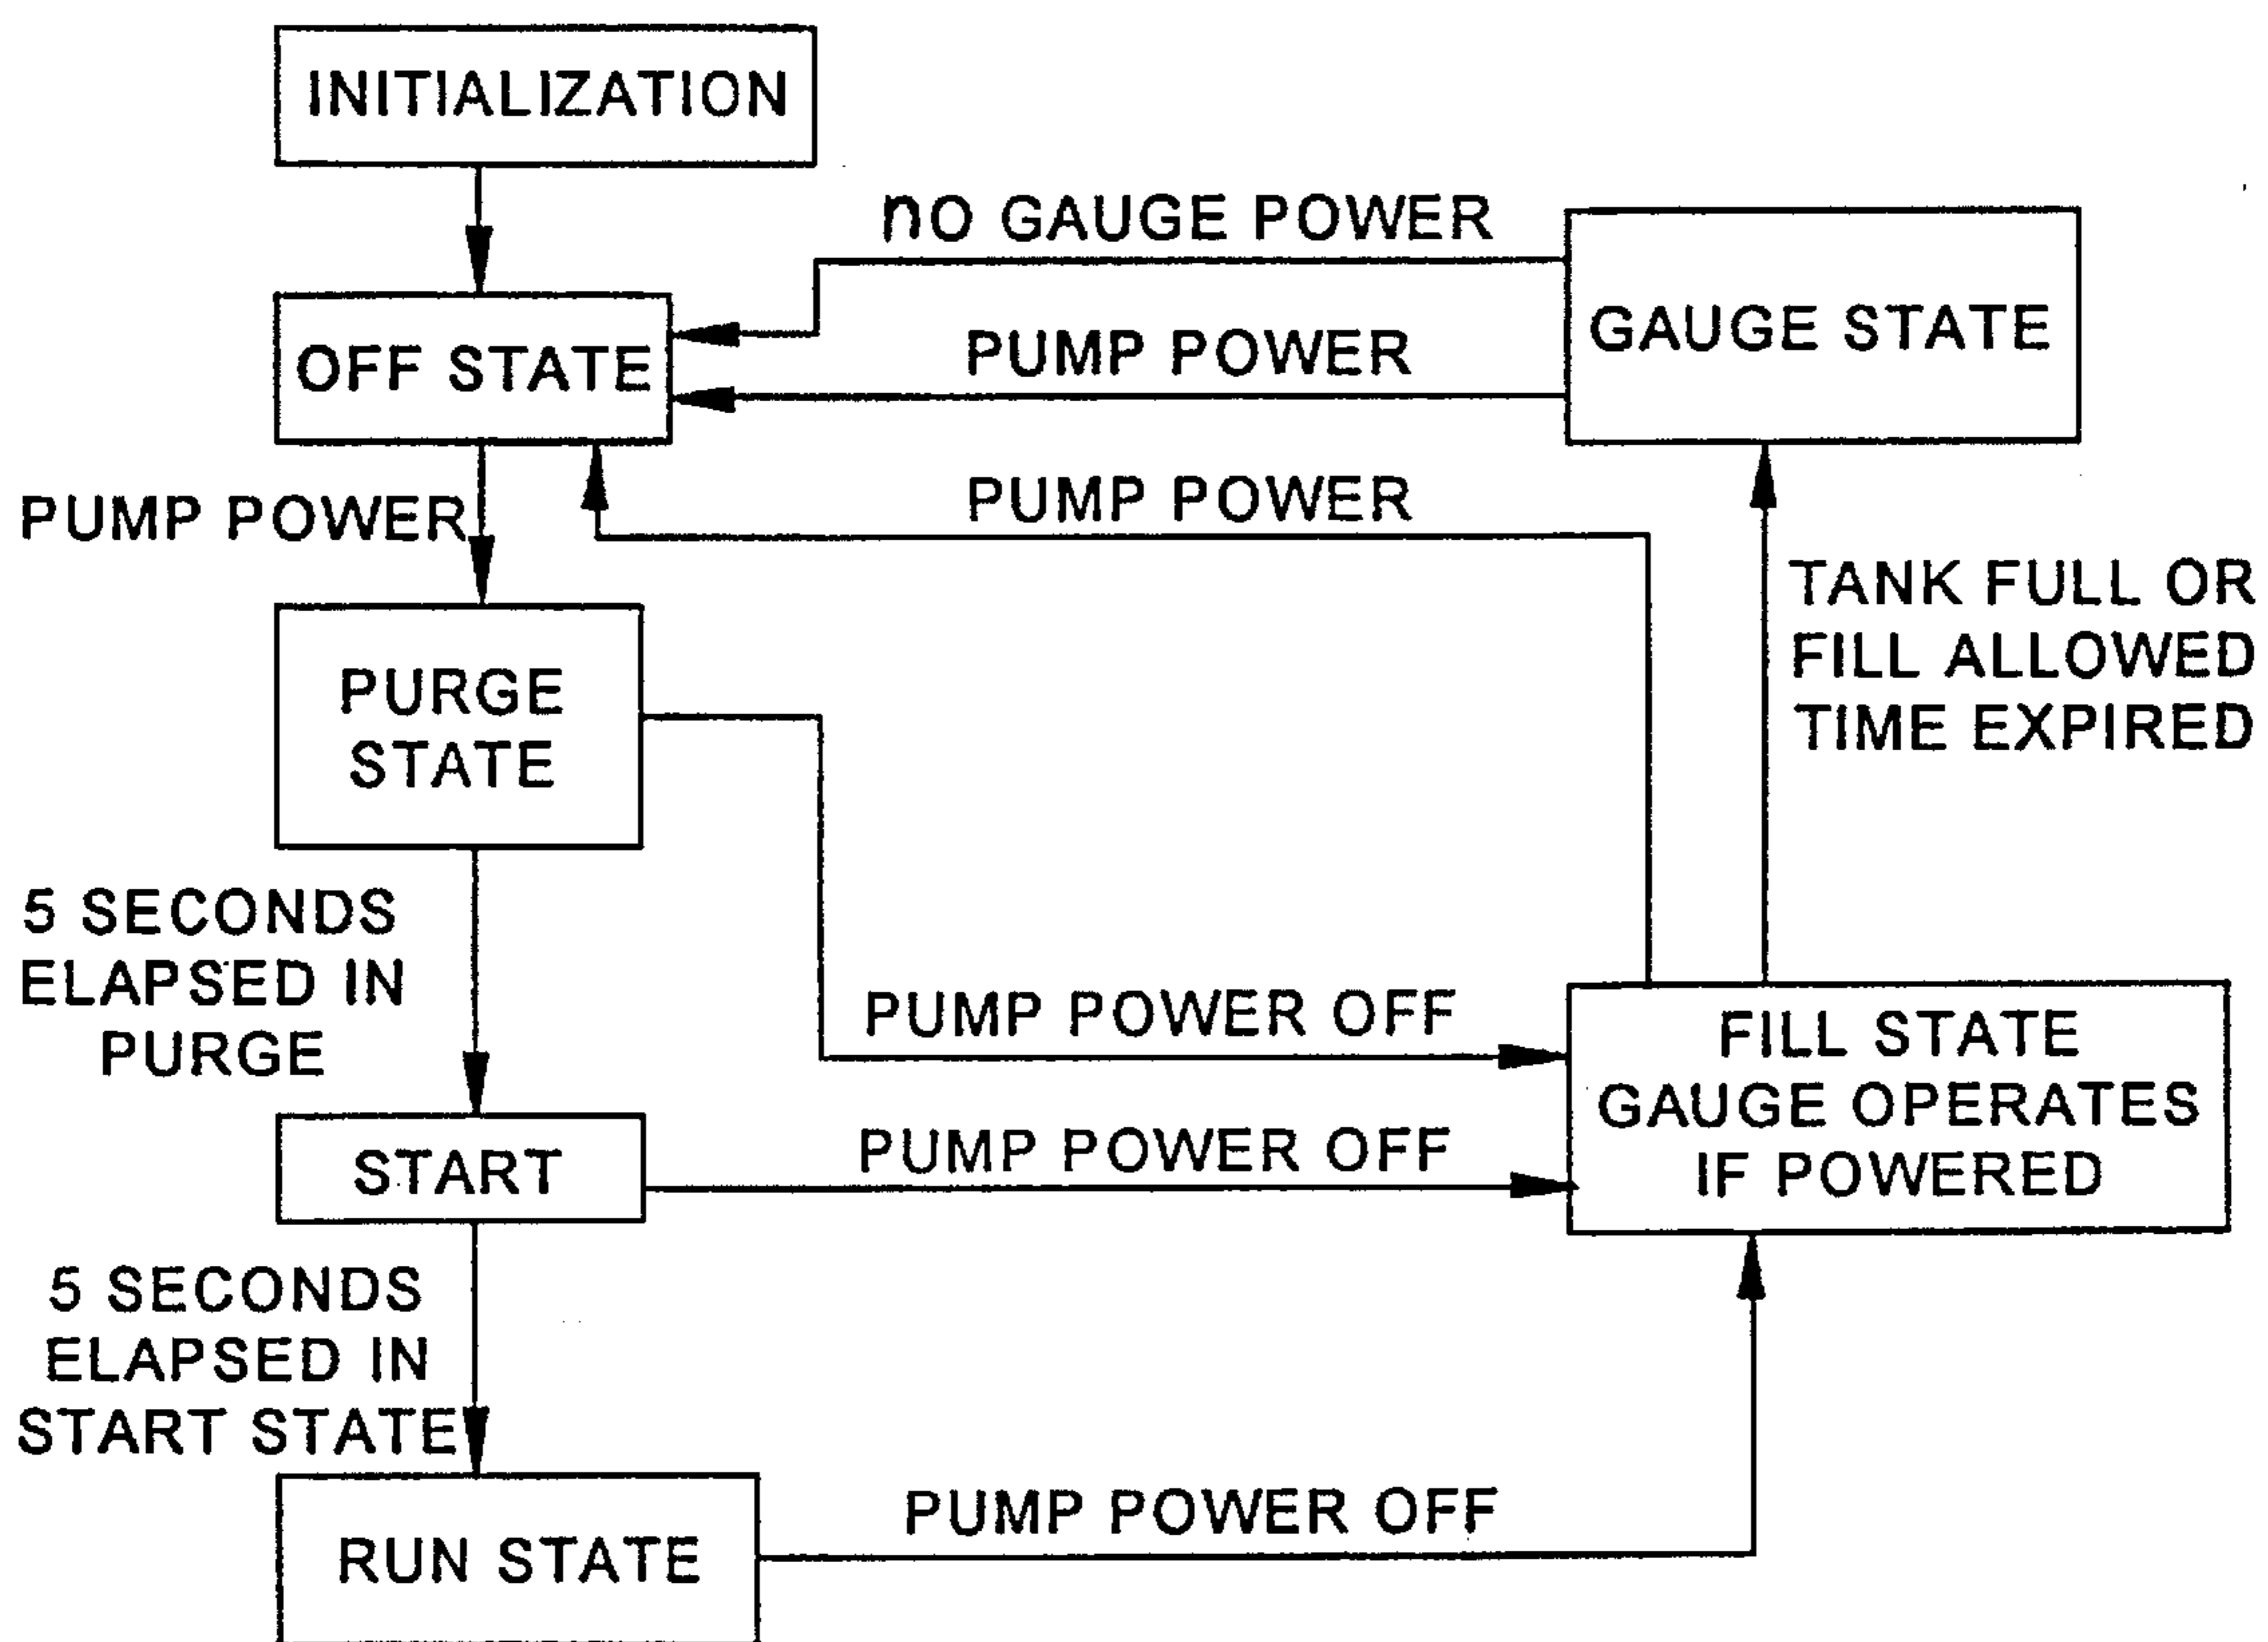 INITIALIZATION
nO GAUGE POWER
GAUGE STATE
OFF STATE
PUMP POWER
PUMP POWER
PUMP POWER
TANK FULL OR
FILL ALLOWED
TIME EXPIRED
PURGE
STATE
5 SECONDS
ELAPSED IN
PURGE
PUMP POWER OFF
FILL STATE
GAUGE OPERATES
IF POWERED
START
PUMP POWER OFF
5 SECONDS
ELAPSED IN
START STATE
RUN STATE
PUMP POWER OFF